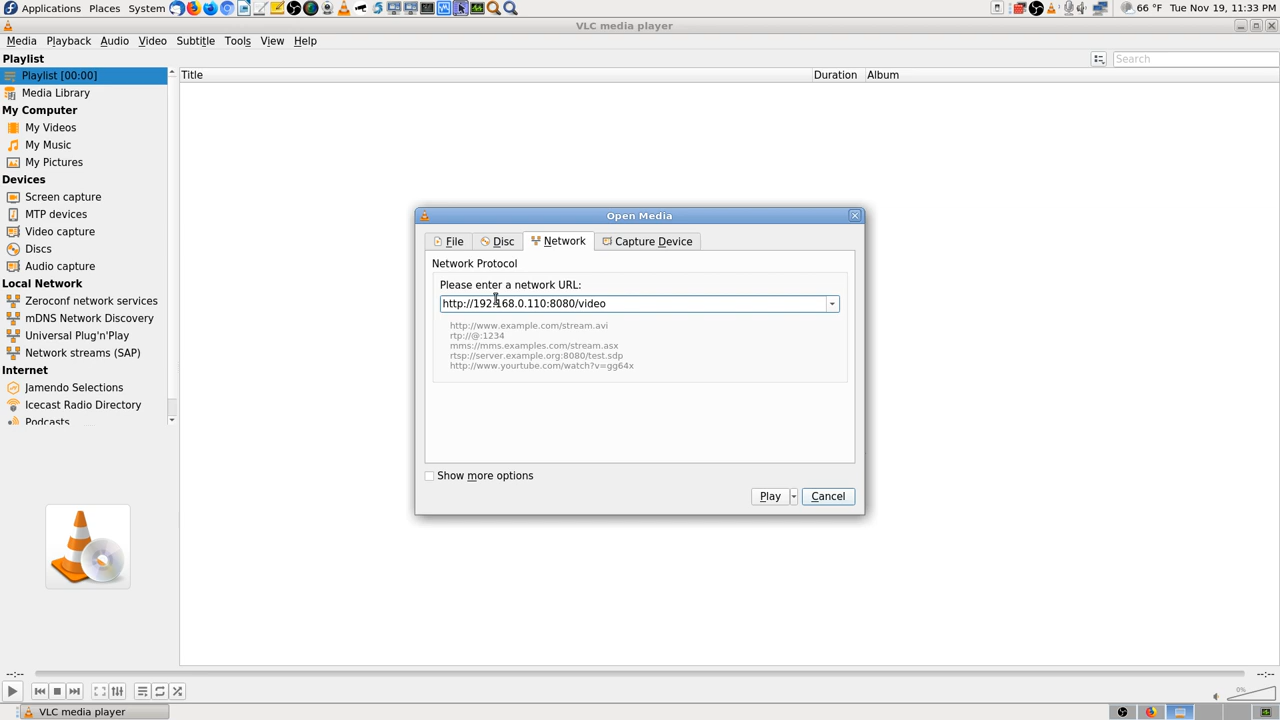 Applications Places System 66 °F Tue Nov 19, 11:33 PM
VLC media player
Media Playback Audio Video Subtitle Tools View Help
Playlist
Search
Playlist [00:00]
Title Duration Album
Media Library
My Computer
My Videos
My Music
My Pictures
Devices
Screen capture
MTP devices
Video capture
Discs
Audio capture
Local Network
Zeroconf network services
mDNS Network Discovery
Universal Plug'n'Play
Network streams (SAP)
Internet
Jamendo Selections
Icecast Radio Directory
Podcasts
Open Media
File Disc Network Capture Device
Network Protocol
Please enter a network URL:
http://192.168.0.110:8080/video
http://www.example.com/stream.avi
rtp://@:1234
mms://mms.examples.com/stream.asx
rtsp://server.example.org:8080/test.sdp
http://www.yourtube.com/watch?v=gg64x
Show more options
Play Cancel
--:-- --:--
0%
VLC media player